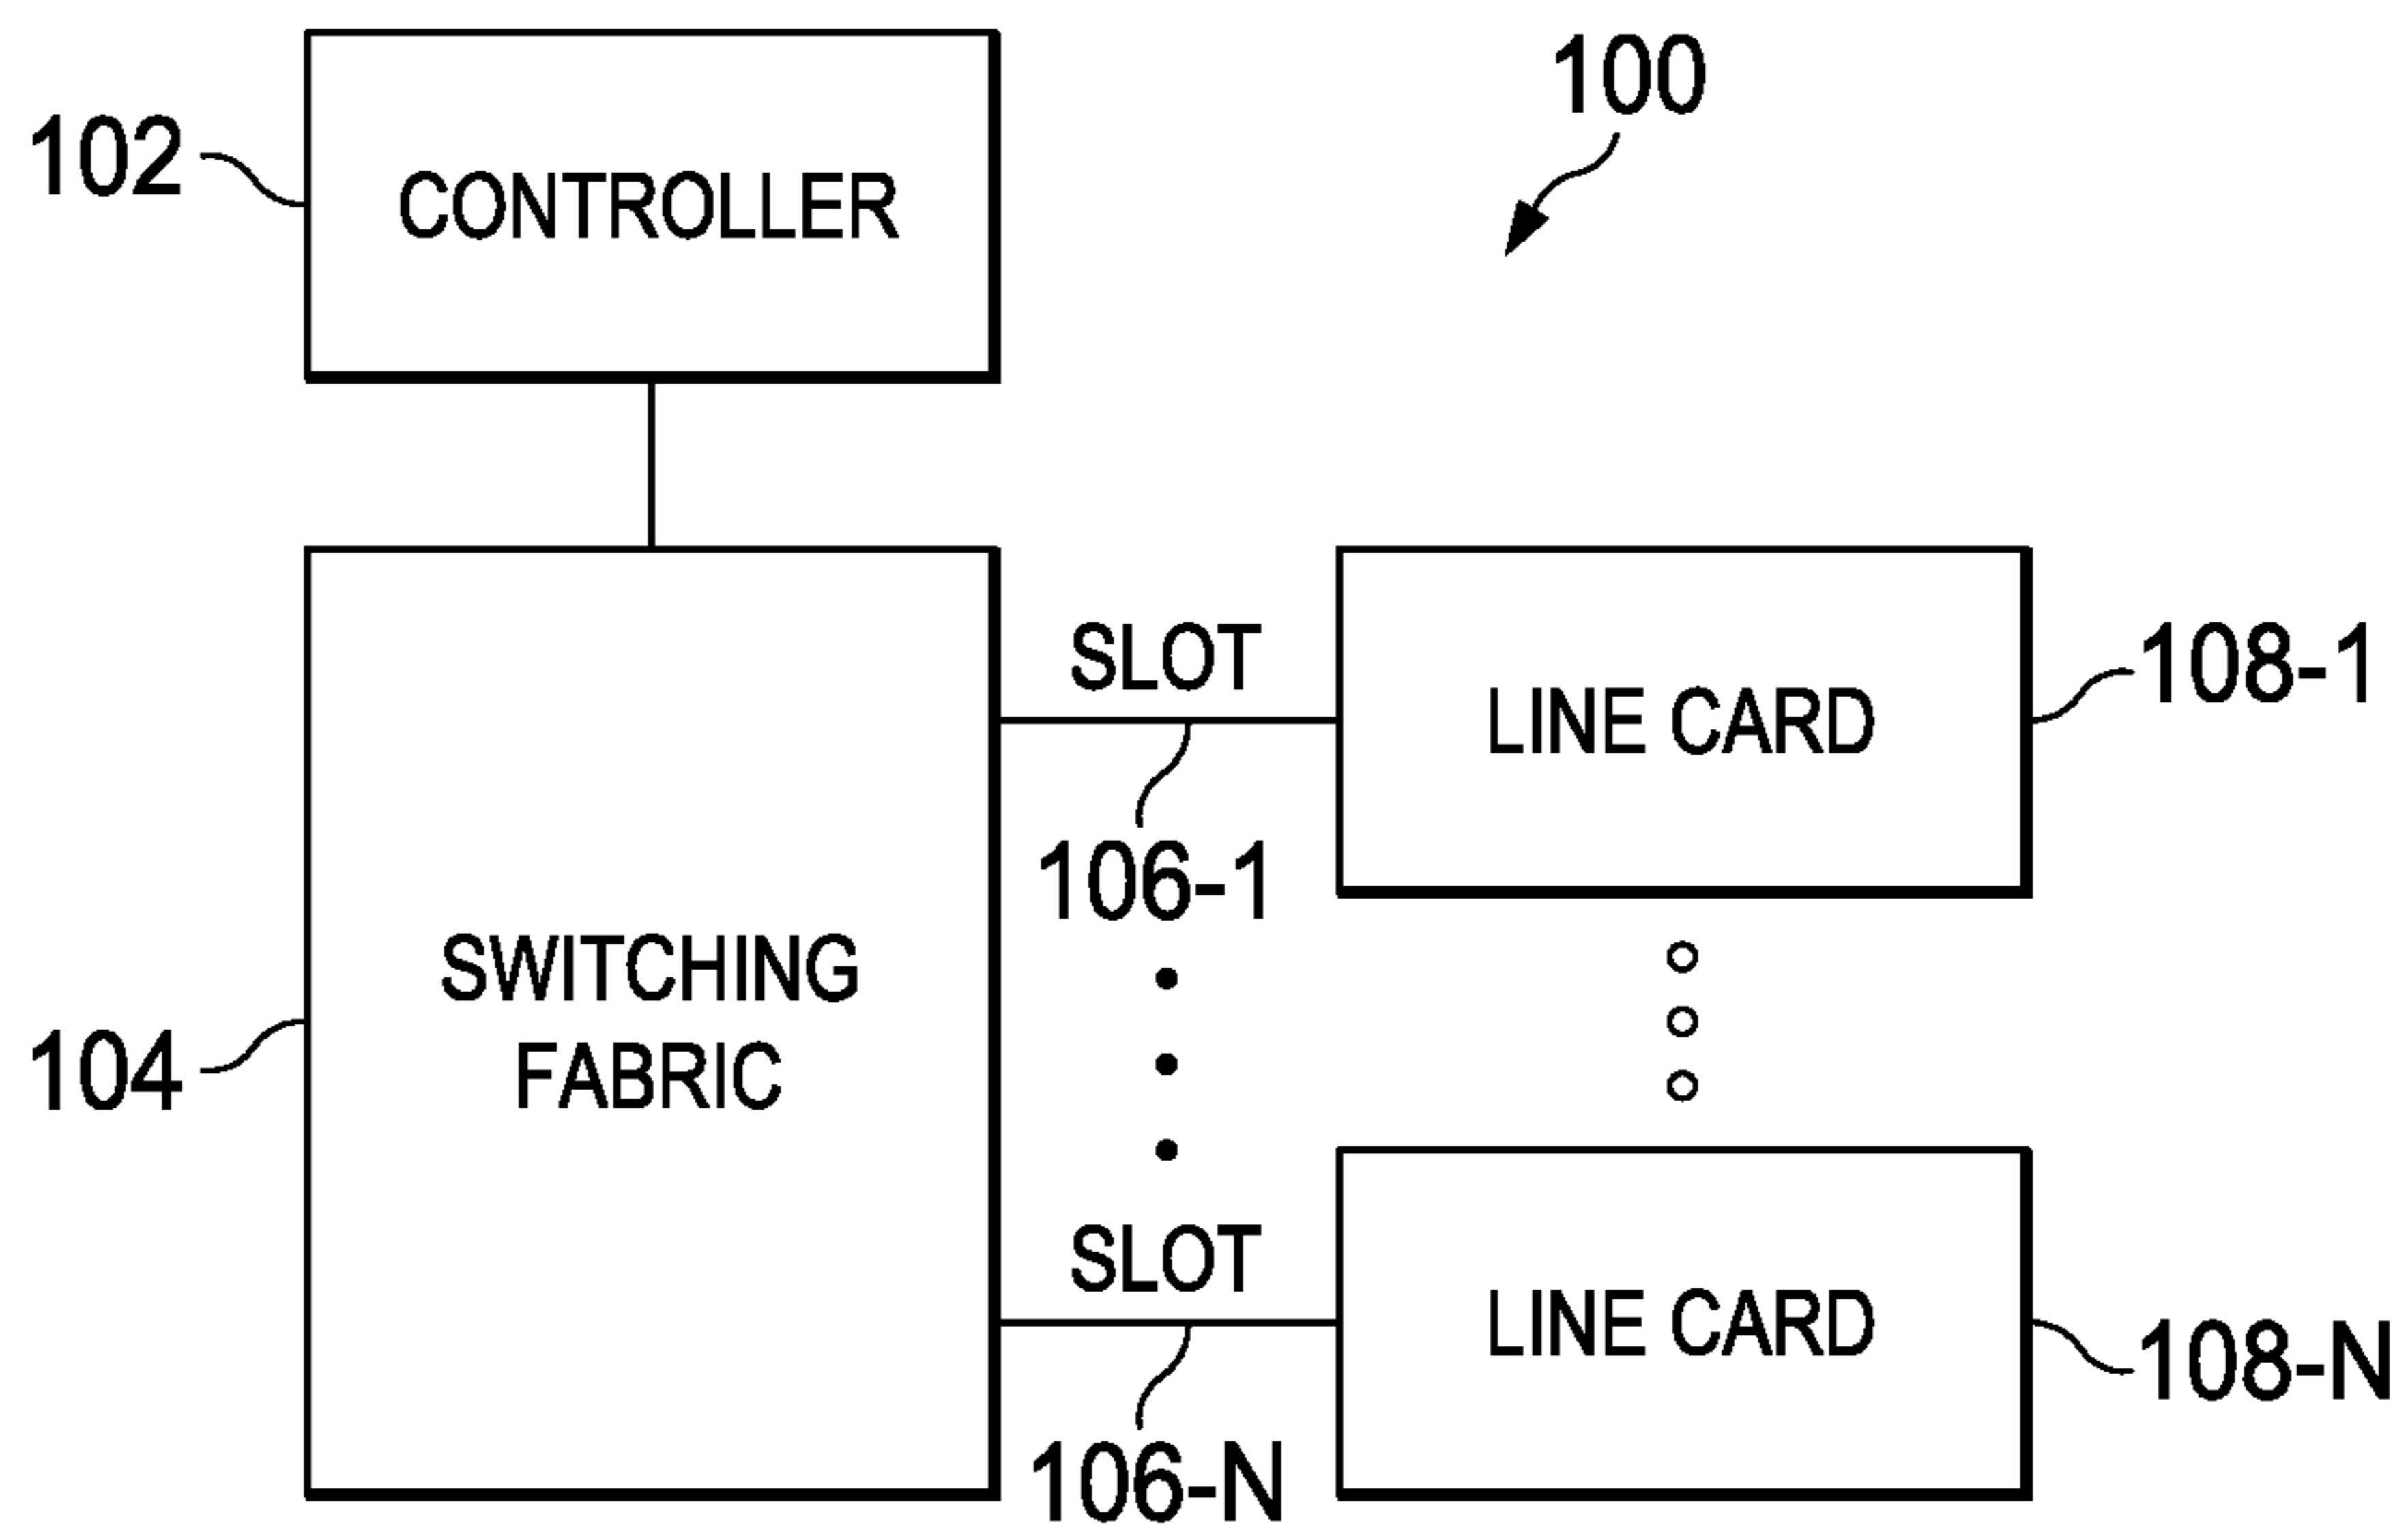 100
102
CONTROLLER
SLOT
108-1
LINE CARD
106-1
SWITCHING
FABRIC
104
SLOT
LINE CARD
108-N
106-N